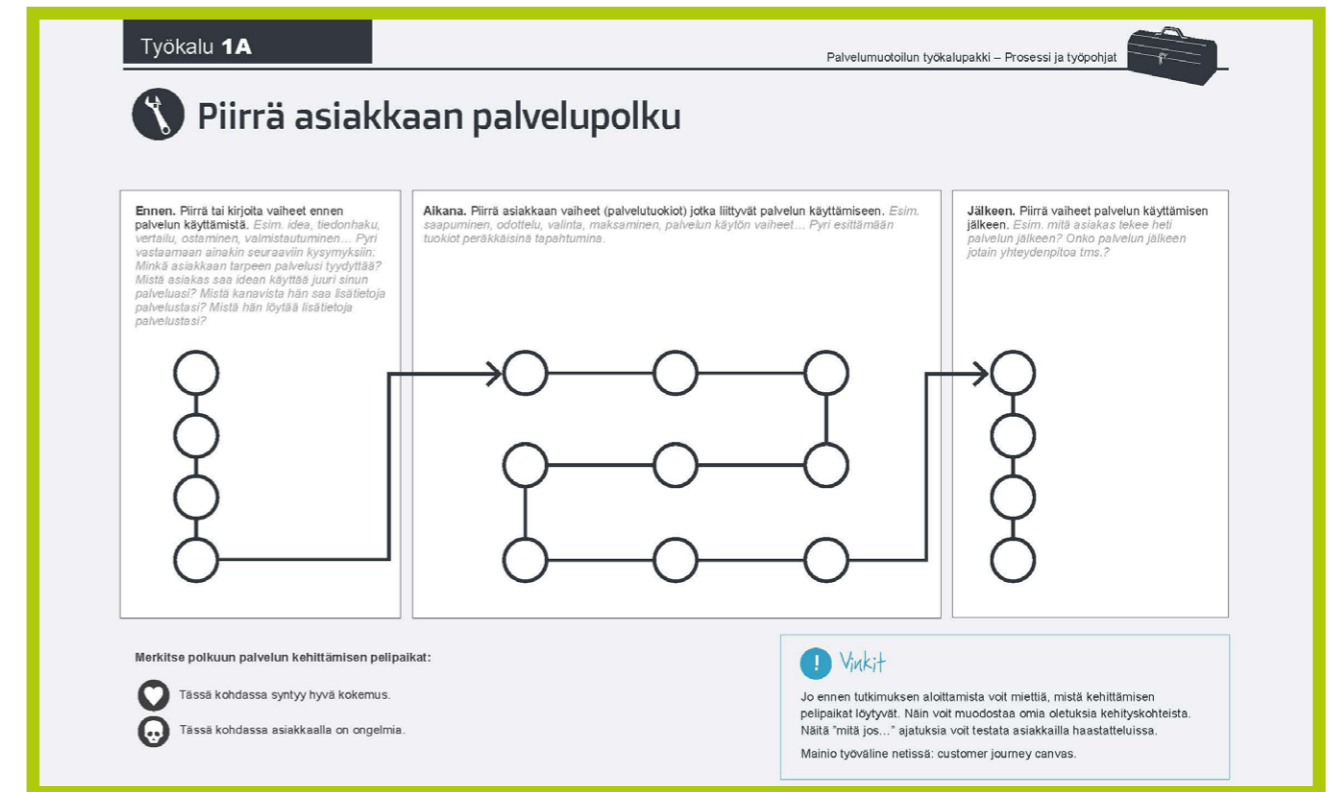 Työkalu 1A
Palvelumuotoilun työkalupakki – Prosessi ja työpohjat
Piirrä asiakkaan palvelupolku
Ennen. Piirrä tai kirjoita vaiheet ennen
palvelun käyttämistä. Esim. idea, tiedonhaku,
vertailu, ostaminen, valmistautuminen… Pyri
vastaamaan ainakin seuraaviin kysymyksiin:
Minkä asiakkaan tarpeen palvelusi tyydyttää?
Mistä asiakas saa idean käyttää juuri sinun
palveluasi? Mistä kanavista hän saa lisätietoja
palvelustasi? Mistä hän löytää lisätietoja
palvelustasi?
Aikana. Piirrä asiakkaan vaiheet (palvelutuokiot) jotka liittyvät palvelun käyttämiseen. Esim.
saapuminen, odottelu, valinta, maksaminen, palvelun käytön vaiheet… Pyri esittämään
tuokiot peräkkäisinä tapahtumina.
Jälkeen. Piirrä vaiheet palvelun käyttämisen
jälkeen. Esim. mitä asiakas tekee heti
palvelun jälkeen? Onko palvelun jälkeen
jotain yhteydenpitoa tms.?
Merkitse polkuun palvelun kehittämisen pelipaikat:
Tässä kohdassa syntyy hyvä kokemus.
Tässä kohdassa asiakkaalla on ongelmia.
! Vinkit
Jo ennen tutkimuksen aloittamista voit miettiä, mistä kehittämisen
pelipaikat löytyvät. Näin voit muodostaa omia oletuksia kehityskohteista.
Näitä ”mitä jos…” ajatuksia voit testata asiakkailla haastatteluissa.
Mainio työväline netissä: customer journey canvas.